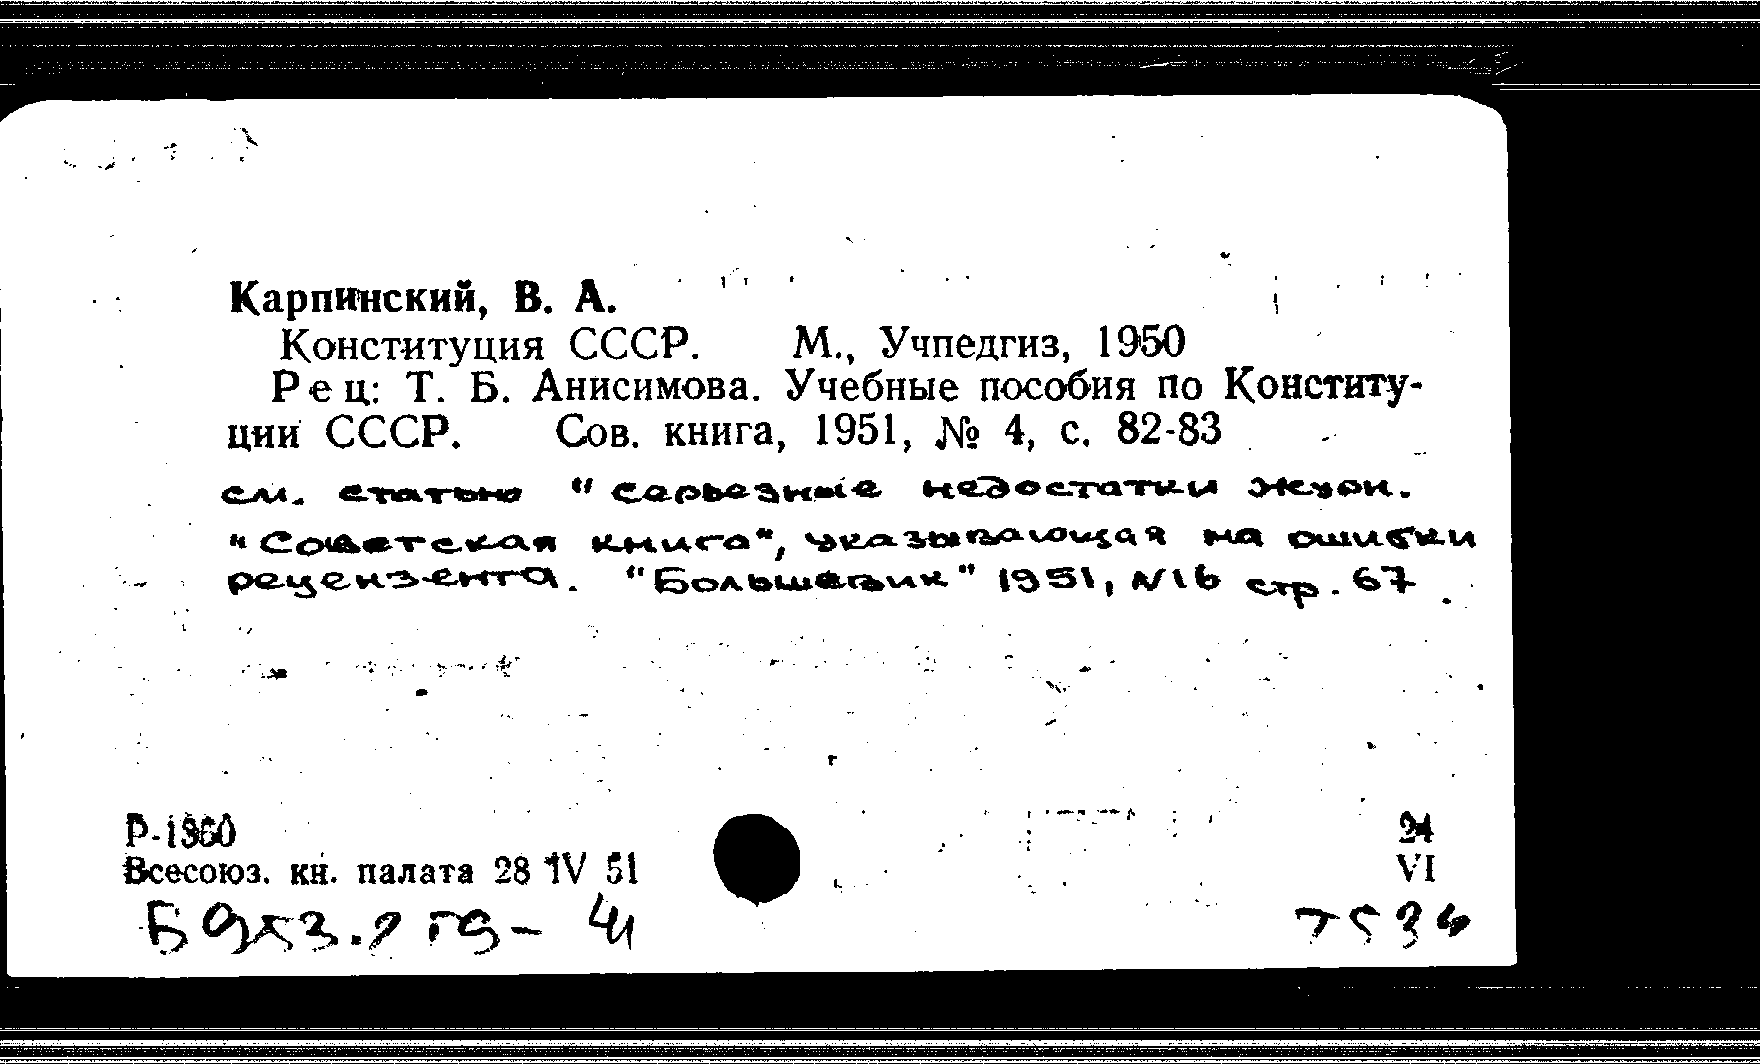 Карпинский, В. А.
Конституция СССР. М., Учпедгиз, 1950
Рец: Т. Б. Анисимова. Учебные пособия по Конститу-
ции СССР. Сов. книга, 1951, № 4, с. 82-83
см. статью "Серьезные недостатки журн.
"Советская книга", указывающая на ошибки
рецензента. "Большевик" 1951, №16 стр. 67
Р-1360
24
Всесоюз. кн. палата 28 IV 51
VI